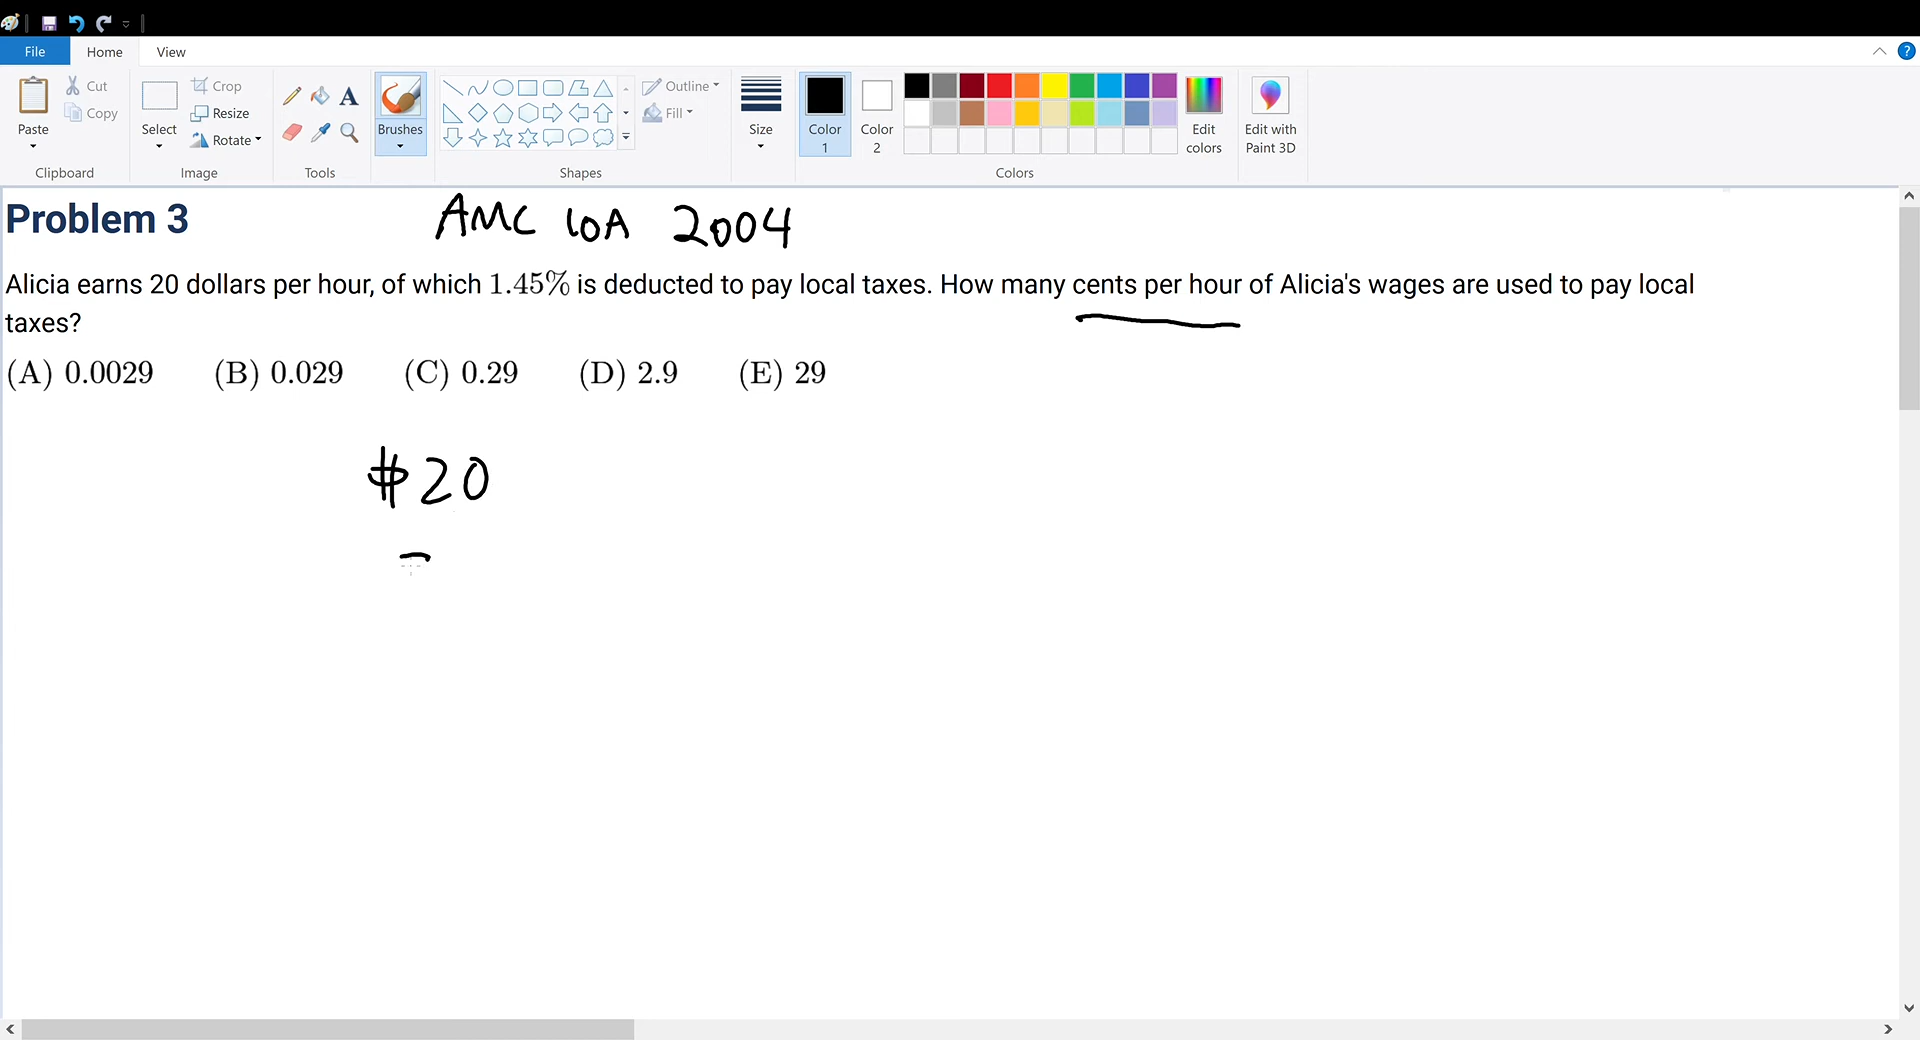 File Home View ?
Paste Cut Copy Select Crop Resize Rotate A Brushes Outline Fill Size Color 1 Color 2 Edit colors Edit with Paint 3D
Clipboard Image Tools Shapes Colors
Problem 3 AMC 10A 2004
Alicia earns 20 dollars per hour, of which 1.45% is deducted to pay local taxes. How many cents per hour of Alicia's wages are used to pay local
taxes?
(A) 0.0029 (B) 0.029 (C) 0.29 (D) 2.9 (E) 29
$20